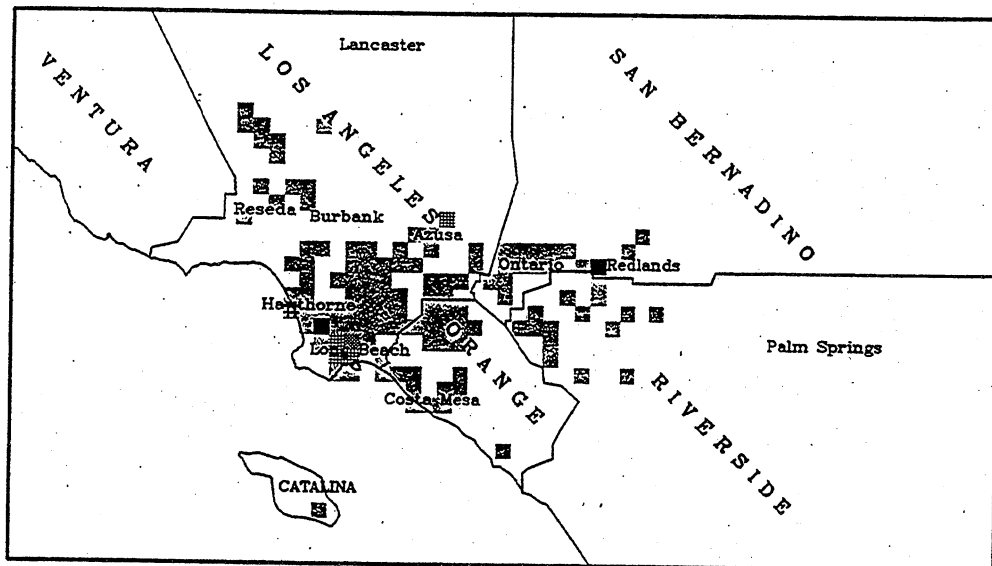 Lancaster
VENTURA
LOS ANGELES
SAN BERNADINO
Reseda
Burbank
Azusa
Ontario
Redlands
Hawthorne
Long Beach
Palm Springs
ORANGE
Costa Mesa
RIVERSIDE
CATALINA